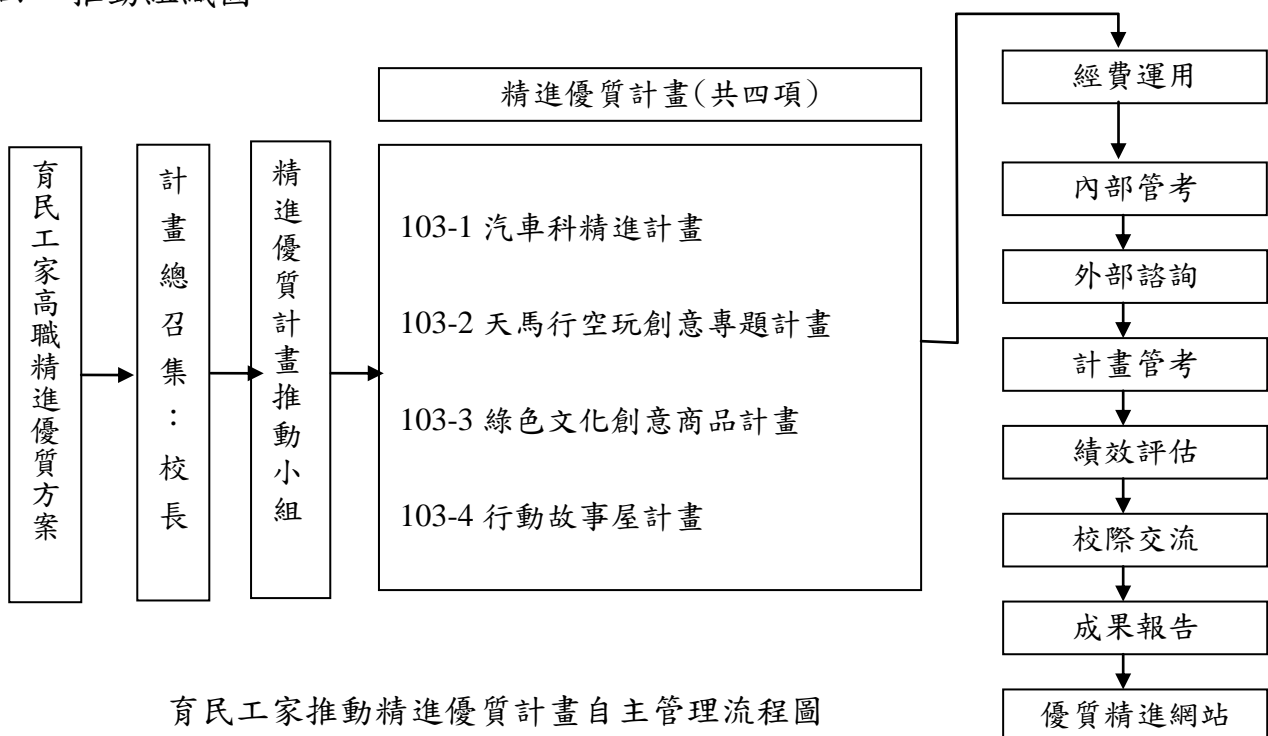 推動組織圖
精進優質計畫(共四項)
育民工家高職精進優質方案
計畫總召集：校長
精進優質計畫推動小組
103-1 汽車科精進計畫
103-2 天馬行空玩創意專題計畫
103-3 綠色文化創意商品計畫
103-4 行動故事屋計畫
經費運用
內部管考
外部諮詢
計畫管考
績效評估
校際交流
成果報告
優質精進網站
育民工家推動精進優質計畫自主管理流程圖